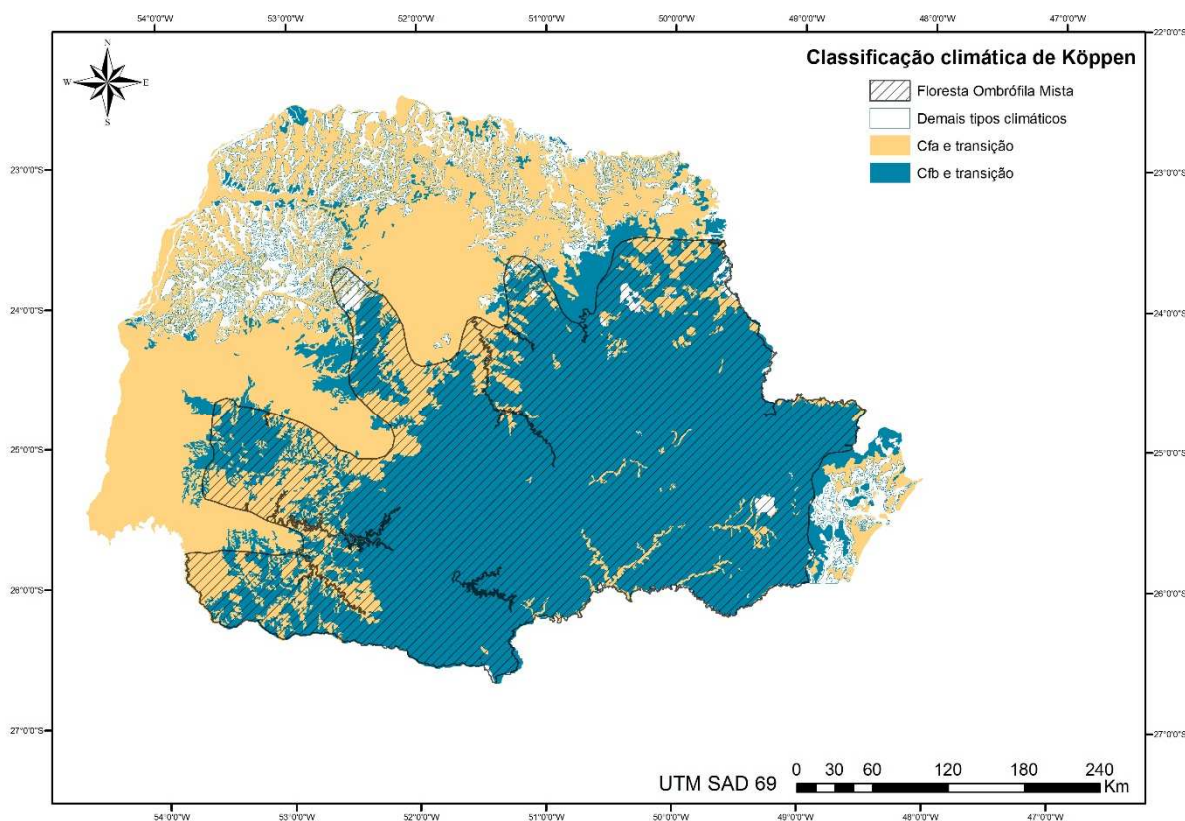 54°0'0"W 53°0'0"W 52°0'0"W 51°0'0"W 50°0'0"W 49°0'0"W 48°0'0"W 47°0'0"W
22°0'0"S
Classificação climática de Köppen
N
W E
S
Floresta Ombrófila Mista
Demais tipos climáticos
Cfa e transição
Cfb e transição
23°0'0"S 23°0'0"S
24°0'0"S 24°0'0"S
25°0'0"S 25°0'0"S
26°0'0"S 26°0'0"S
27°0'0"S 27°0'0"S
UTM SAD 69 0 30 60 120 180 240 Km
54°0'0"W 53°0'0"W 52°0'0"W 51°0'0"W 50°0'0"W 49°0'0"W 48°0'0"W 47°0'0"W